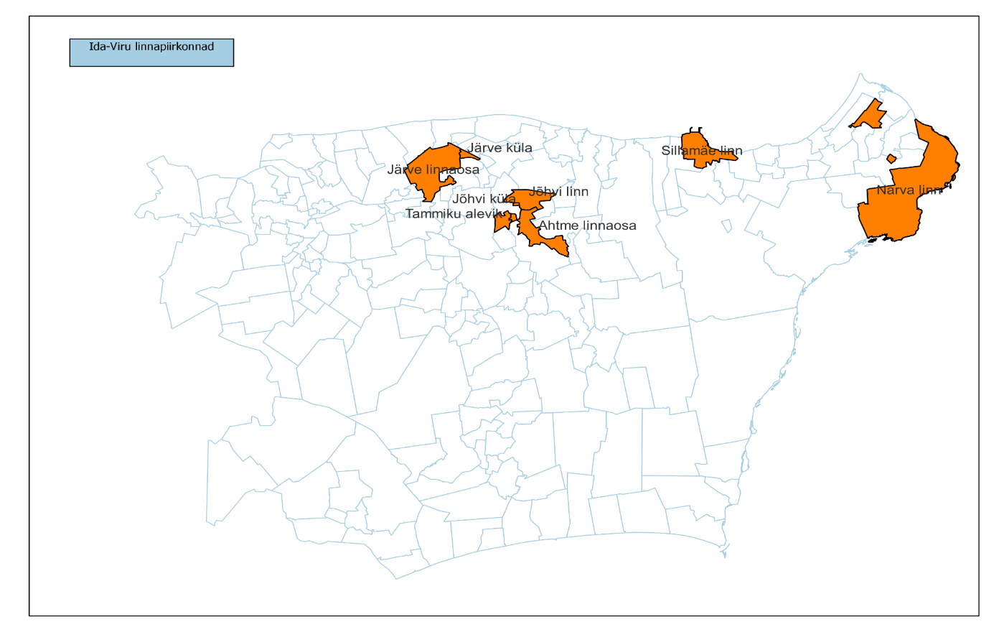 Ida-Viru linnapiirkonnad
Järve küla
Sillamäe linn
Järve linnaosa
Narva linn
Jõhvi linn
Jõhvi küla
Tammiku alevik
Ahtme linnaosa